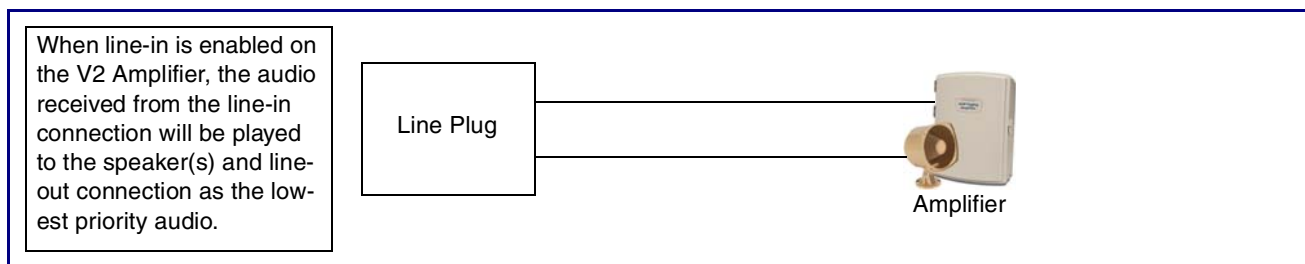 When line-in is enabled on
the V2 Amplifier, the audio
received from the line-in
connection will be played
to the speaker(s) and line-
out connection as the low-
est priority audio.
Line Plug
Amplifier